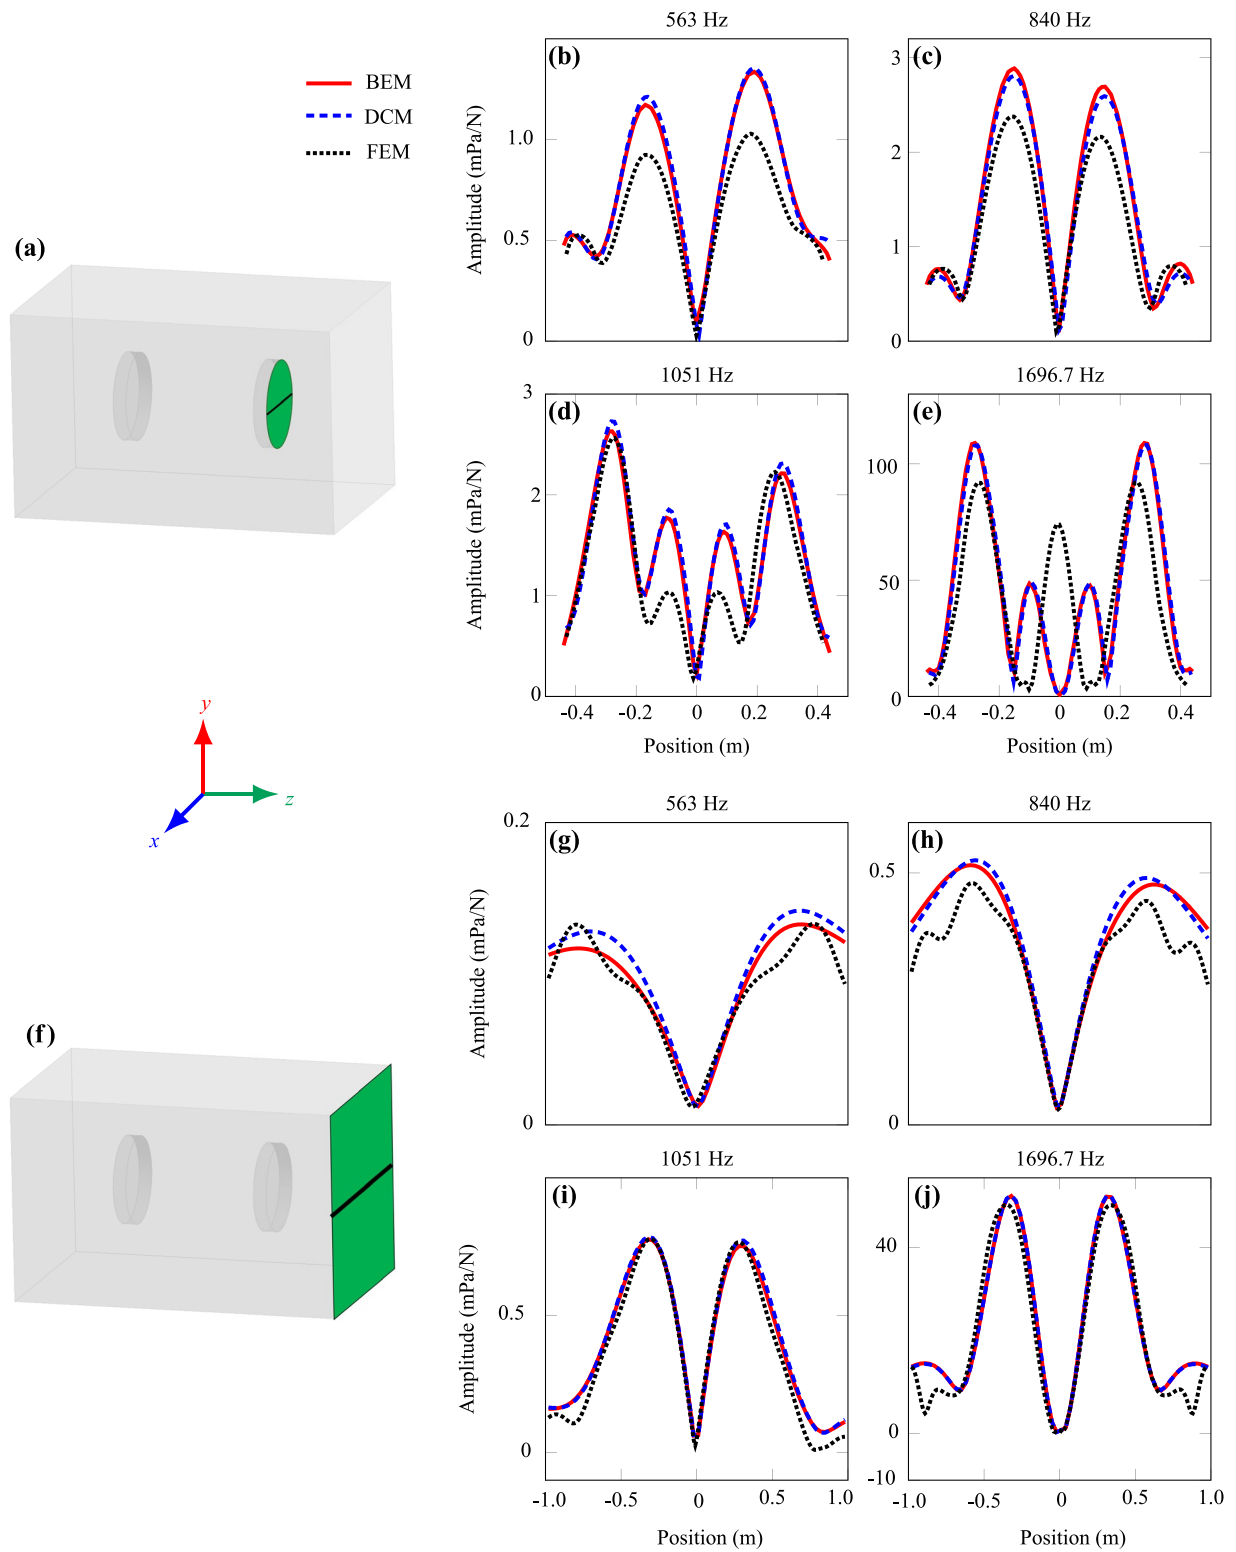 563 Hz
840 Hz
BEM
DCM
FEM
(a)
(b)
Amplitude (mPa/N)
1.0
0.5
0
(c)
3
2
1
0
1051 Hz
1696.7 Hz
(d)
Amplitude (mPa/N)
3
2
1
0
-0.4 -0.2 0 0.2 0.4
Position (m)
(e)
100
50
0
-0.4 -0.2 0 0.2 0.4
Position (m)
y
z
x
563 Hz
840 Hz
(f)
(g)
Amplitude (mPa/N)
0.2
0
(h)
0.5
0
1051 Hz
1696.7 Hz
(i)
Amplitude (mPa/N)
0.5
0
-1.0 -0.5 0 0.5 1.0
Position (m)
(j)
40
0
-10
-1.0 -0.5 0 0.5 1.0
Position (m)